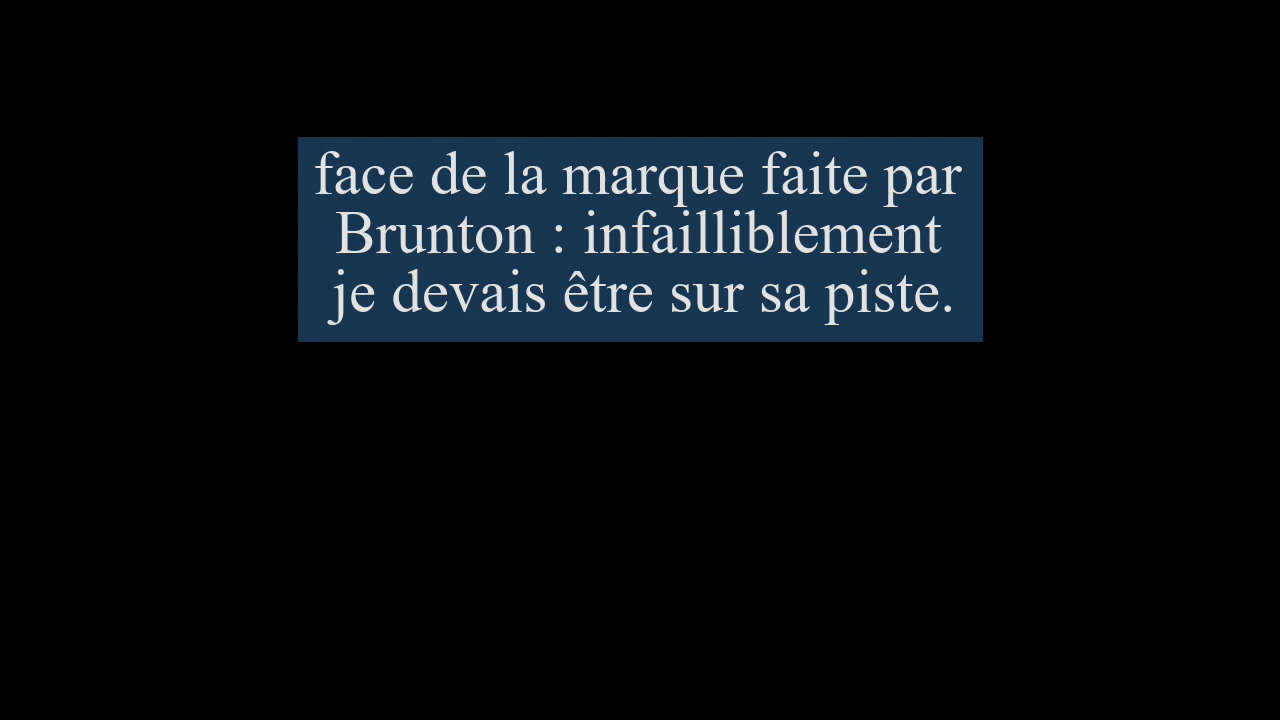 face de la marque faite par
Brunton : infailliblement
je devais être sur sa piste.